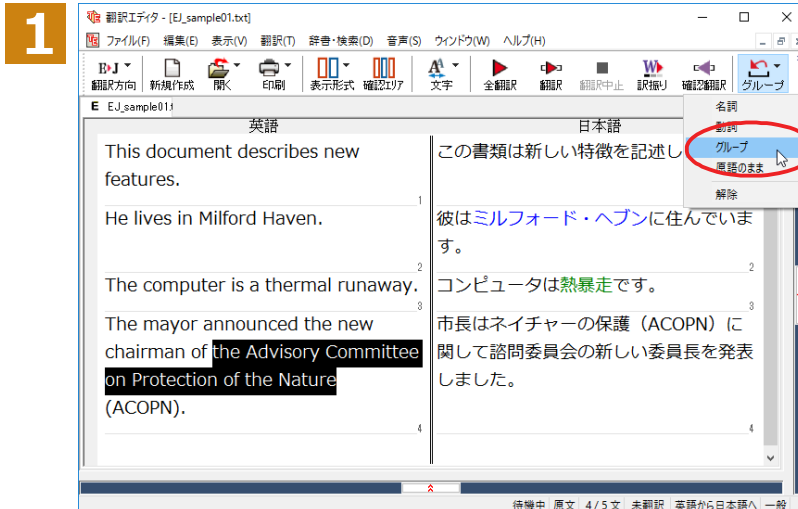 1
翻訳エディタ - [EJ_sample01.txt]
ファイル(F) 編集(E) 表示(V) 翻訳(T) 辞書・検索(D) 音声(S) ウィンドウ(W) ヘルプ(H)
翻訳方向 新規作成 開く 印刷 表示形式 確認エリア 文字 全翻訳 翻訳 翻訳中止 訳振り 確認翻訳 グループ
E EJ_sample01.t
名詞
動詞
グループ
原語のまま
解除
英語 日本語
This document describes new
features.
1
この書類は新しい特徴を記述し
He lives in Milford Haven.
2
彼はミルフォード・ヘブンに住んでいま
す。
2
The computer is a thermal runaway.
3
コンピュータは熱暴走です。
3
The mayor announced the new
chairman of the Advisory Committee
on Protection of the Nature
(ACOPN).
4
市長はネイチャーの保護（ACOPN）に
関して諮問委員会の新しい委員長を発表
しました。
4
待機中 原文 4/5文 未翻訳 英語から日本語へ 一般